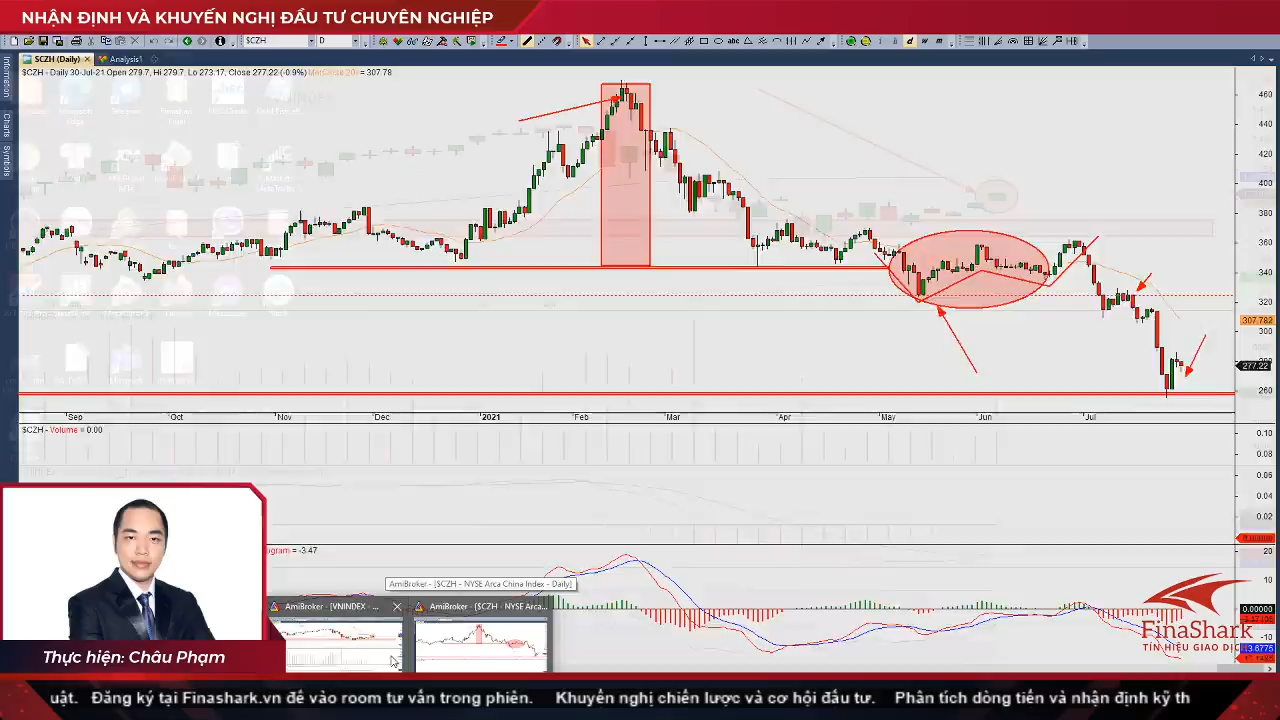 NHẬN ĐỊNH VÀ KHUYẾN NGHỊ ĐẦU TƯ CHUYÊN NGHIỆP
$CZH
D
$CZH (Daily)
Analysis1
Information
Charts
Symbols
$CZH - Daily 30-Jul-21 Open 279.7, Hi 279.7, Lo 273.17, Close 277.22 (-0.9%) = 307.78
460
440
420
400
380
360
340
320
307.782
300
277.22
260
Sep
Oct
Nov
Dec
2021
Feb
Mar
Apr
May
Jun
Jul
$CZH - Volume = 0.00
0.10
0.08
0.06
0.04
0.02
= -3.47
20
10
0.00000
-10
AmiBroker - [$CZH - NYSE Arca China Index - Daily]
AmiBroker - [VNINDEX - ...
AmiBroker - [$CZH - NYSE Arca...
FinaShark
TÍN HIỆU GIAO DỊCH
Thực hiện: Châu Phạm
uật. Đăng ký tại Finashark.vn để vào room tư vấn trong phiên. Khuyến nghị chiến lược và cơ hội đầu tư. Phân tích dòng tiền và nhận định kỹ th